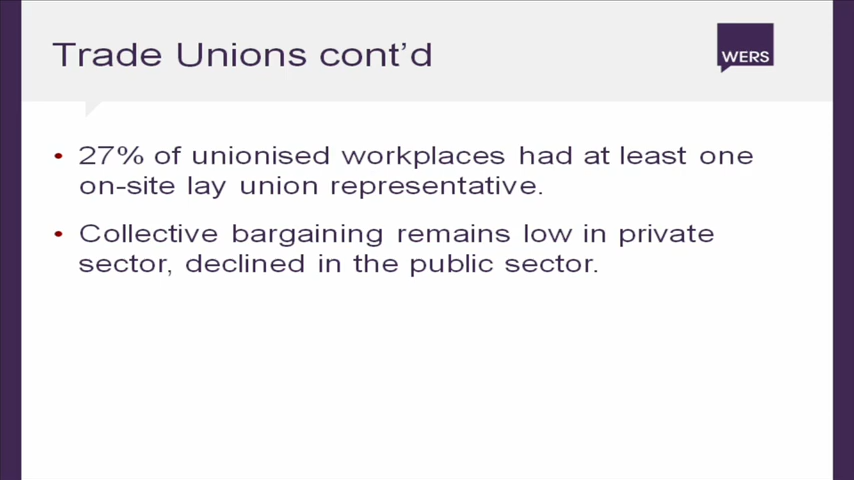 Trade Unions cont'd
WERS
• 27% of unionised workplaces had at least one
on-site lay union representative.
• Collective bargaining remains low in private
sector, declined in the public sector.